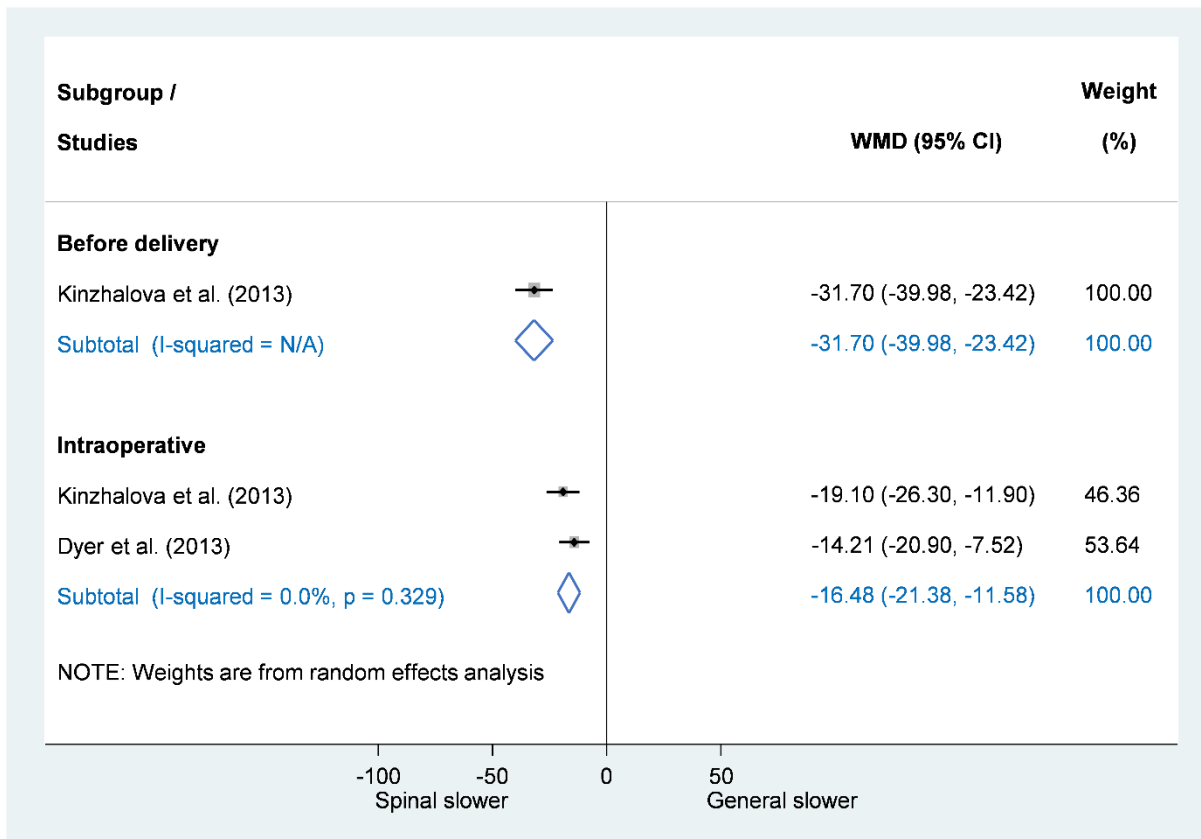 Subgroup / Weight
Studies WMD (95% CI) (%)
Before delivery
Kinzhalova et al. (2013) -31.70 (-39.98, -23.42) 100.00
Subtotal (I-squared = N/A) -31.70 (-39.98, -23.42) 100.00
Intraoperative
Kinzhalova et al. (2013) -19.10 (-26.30, -11.90) 46.36
Dyer et al. (2013) -14.21 (-20.90, -7.52) 53.64
Subtotal (I-squared = 0.0%, p = 0.329) -16.48 (-21.38, -11.58) 100.00
NOTE: Weights are from random effects analysis
-100 -50 0 50
Spinal slower General slower